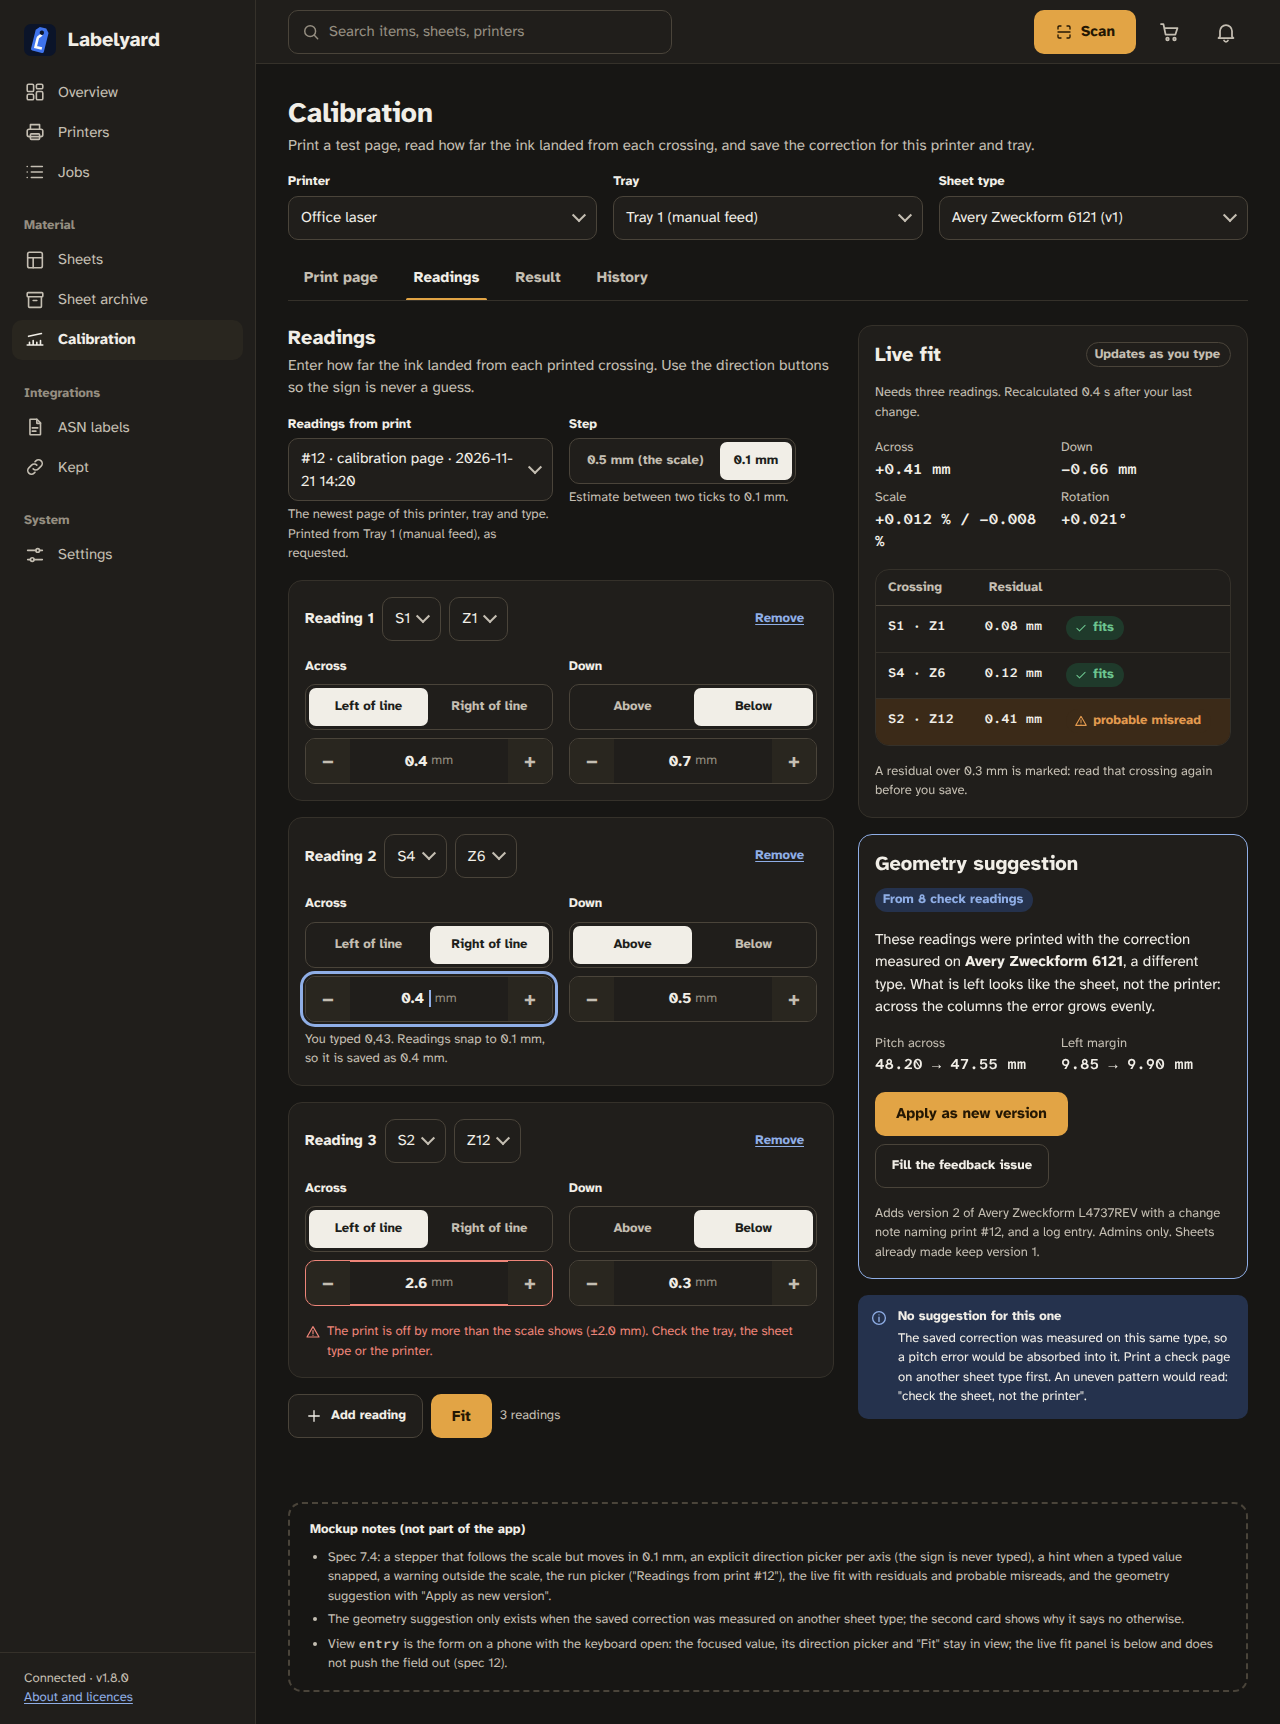 Labelyard
Search items, sheets, printers
Scan
Overview
Printers
Jobs
Material
Sheets
Sheet archive
Calibration
Integrations
ASN labels
Kept
System
Settings
Connected · v1.8.0
About and licences
Calibration
Print a test page, read how far the ink landed from each crossing, and save the correction for this printer and tray.
Printer
Office laser
Tray
Tray 1 (manual feed)
Sheet type
Avery Zweckform 6121 (v1)
Print page
Readings
Result
History
Readings
Enter how far the ink landed from each printed crossing. Use the direction buttons
so the sign is never a guess.
Readings from print
#12 · calibration page · 2026-11-
21 14:20
The newest page of this printer, tray and type.
Printed from Tray 1 (manual feed), as
requested.
Step
0.5 mm (the scale)
0.1 mm
Estimate between two ticks to 0.1 mm.
Reading 1
S1
Z1
Remove
Across
Left of line
Right of line
− 0.4 mm +
Down
Above
Below
− 0.7 mm +
Reading 2
S4
Z6
Remove
Across
Left of line
Right of line
− 0.4 mm +
You typed 0,43. Readings snap to 0.1 mm,
so it is saved as 0.4 mm.
Down
Above
Below
− 0.5 mm +
Reading 3
S2
Z12
Remove
Across
Left of line
Right of line
− 2.6 mm +
Down
Above
Below
− 0.3 mm +
The print is off by more than the scale shows (±2.0 mm). Check the tray, the sheet
type or the printer.
+ Add reading
Fit
3 readings
Live fit
Updates as you type
Needs three readings. Recalculated 0.4 s after your last
change.
Across
+0.41 mm
Down
−0.66 mm
Scale
+0.012 % / −0.008
%
Rotation
+0.021°
Crossing
Residual
S1 · Z1 0.08 mm fits
S4 · Z6 0.12 mm fits
S2 · Z12 0.41 mm probable misread
A residual over 0.3 mm is marked: read that crossing again
before you save.
Geometry suggestion
From 8 check readings
These readings were printed with the correction
measured on Avery Zweckform 6121, a different
type. What is left looks like the sheet, not the printer:
across the columns the error grows evenly.
Pitch across
48.20 → 47.55 mm
Left margin
9.85 → 9.90 mm
Apply as new version
Fill the feedback issue
Adds version 2 of Avery Zweckform L4737REV with a change
note naming print #12, and a log entry. Admins only. Sheets
already made keep version 1.
No suggestion for this one
The saved correction was measured on this same type, so
a pitch error would be absorbed into it. Print a check page
on another sheet type first. An uneven pattern would read:
"check the sheet, not the printer".
Mockup notes (not part of the app)
• Spec 7.4: a stepper that follows the scale but moves in 0.1 mm, an explicit direction picker per axis (the sign is never typed), a hint when a typed value
snapped, a warning outside the scale, the run picker ("Readings from print #12"), the live fit with residuals and probable misreads, and the geometry
suggestion with "Apply as new version".
• The geometry suggestion only exists when the saved correction was measured on another sheet type; the second card shows why it says no otherwise.
• View entry is the form on a phone with the keyboard open: the focused value, its direction picker and "Fit" stay in view; the live fit panel is below and does
not push the field out (spec 12).